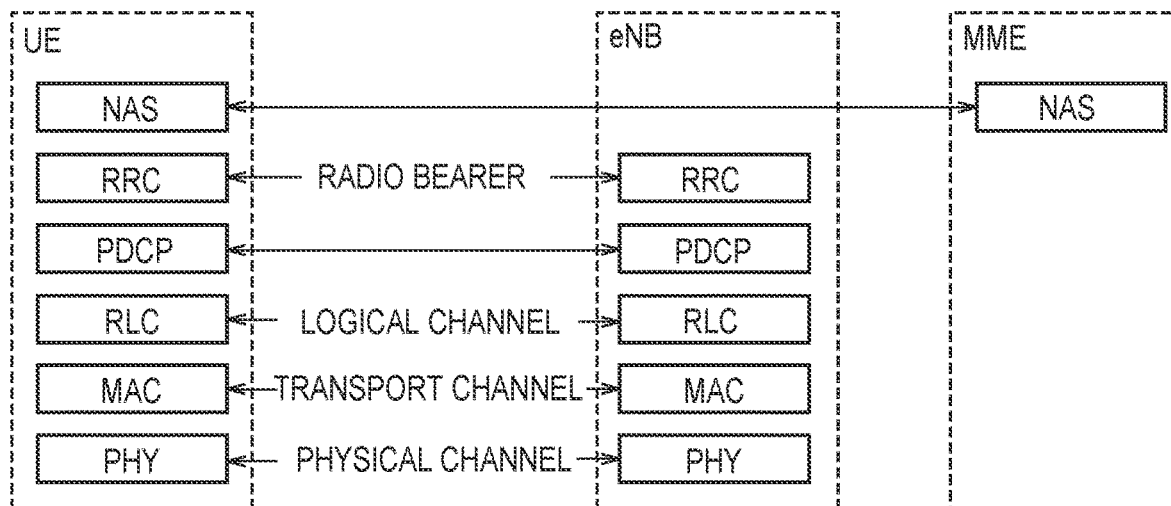 UE eNB MME
NAS NAS
RRC RADIO BEARER RRC
PDCP PDCP
RLC LOGICAL CHANNEL RLC
MAC TRANSPORT CHANNEL MAC
PHY PHYSICAL CHANNEL PHY